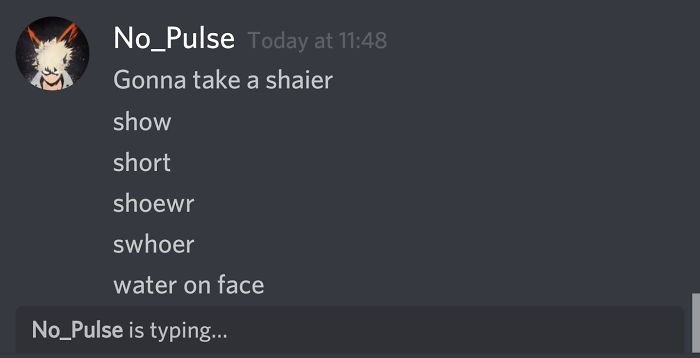 No_Pulse Today at 11:48
Gonna take a shaier
show
short
shoewr
swhoer
water on face
No_Pulse is typing...